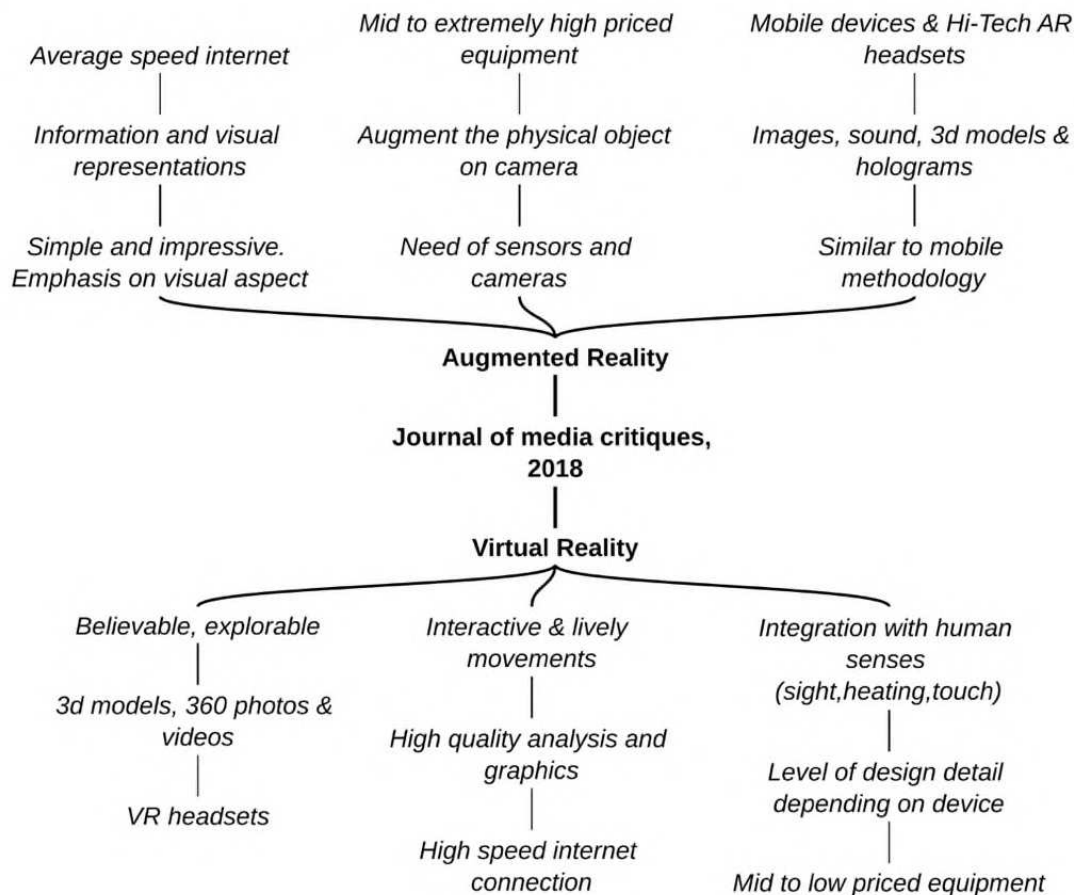 Average speed internet
Mid to extremely high priced
equipment
Mobile devices & Hi-Tech AR
headsets
Information and visual
representations
Augment the physical object
on camera
Images, sound, 3d models &
holograms
Simple and impressive.
Emphasis on visual aspect
Need of sensors and
cameras
Similar to mobile
methodology
Augmented Reality
Journal of media critiques,
2018
Virtual Reality
Believable, explorable
Interactive & lively
movements
Integration with human
senses
(sight,heating,touch)
3d models, 360 photos &
videos
High quality analysis and
graphics
Level of design detail
depending on device
VR headsets
High speed internet
connection
Mid to low priced equipment